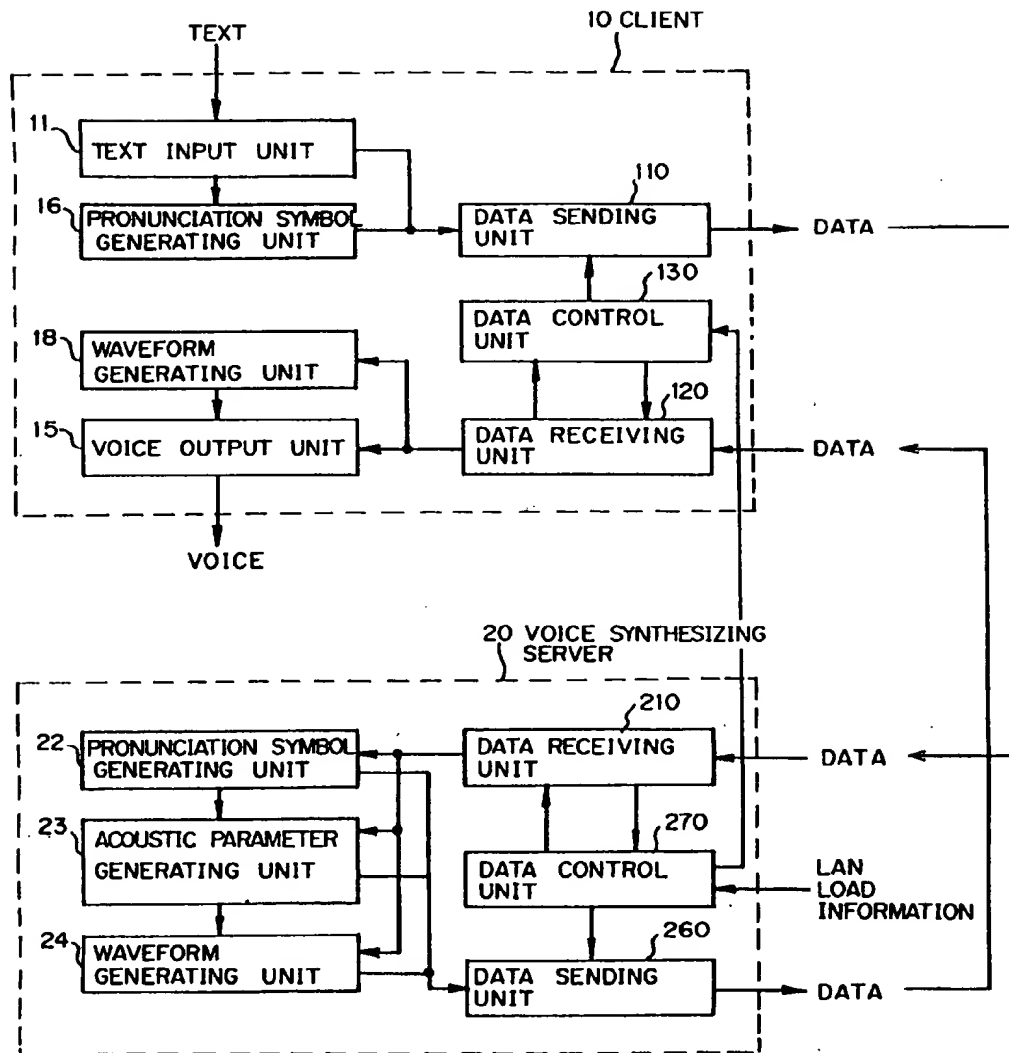 TEXT
10 CLIENT
11
TEXT INPUT UNIT
16
PRONUNCIATION SYMBOL
GENERATING UNIT
110
DATA SENDING
UNIT
DATA
130
DATA CONTROL
UNIT
18
WAVEFORM
GENERATING UNIT
120
15
VOICE OUTPUT UNIT
DATA RECEIVING
UNIT
DATA
VOICE
20 VOICE SYNTHESIZING
SERVER
210
22
PRONUNCIATION SYMBOL
GENERATING UNIT
DATA RECEIVING
UNIT
DATA
23
ACOUSTIC PARAMETER
GENERATING UNIT
270
DATA CONTROL
UNIT
LAN
LOAD
INFORMATION
24
WAVEFORM
GENERATING UNIT
260
DATA SENDING
UNIT
DATA